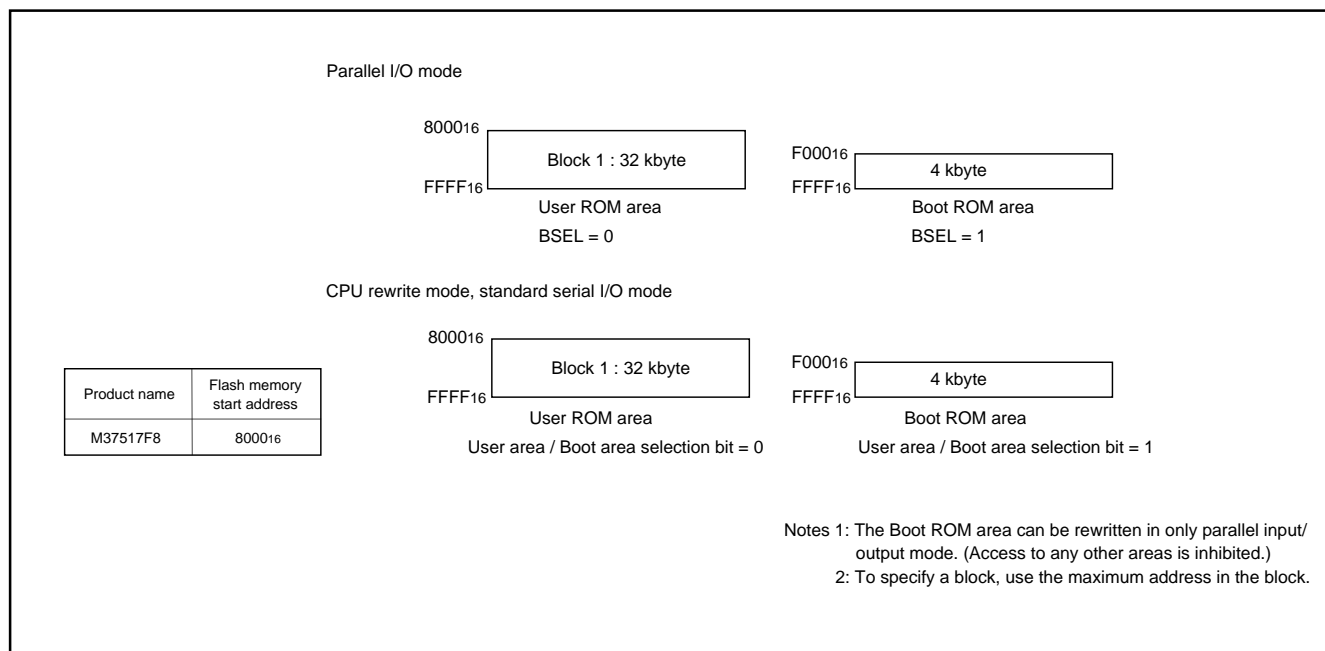 Parallel I/O mode
800016
Block 1 : 32 kbyte
FFFF16
User ROM area
BSEL = 0
F00016
4 kbyte
FFFF16
Boot ROM area
BSEL = 1
CPU rewrite mode, standard serial I/O mode
800016
Block 1 : 32 kbyte
FFFF16
User ROM area
User area / Boot area selection bit = 0
F00016
4 kbyte
FFFF16
Boot ROM area
User area / Boot area selection bit = 1
Product name
Flash memory
start address
M37517F8
800016
Notes 1: The Boot ROM area can be rewritten in only parallel input/
output mode. (Access to any other areas is inhibited.)
2: To specify a block, use the maximum address in the block.